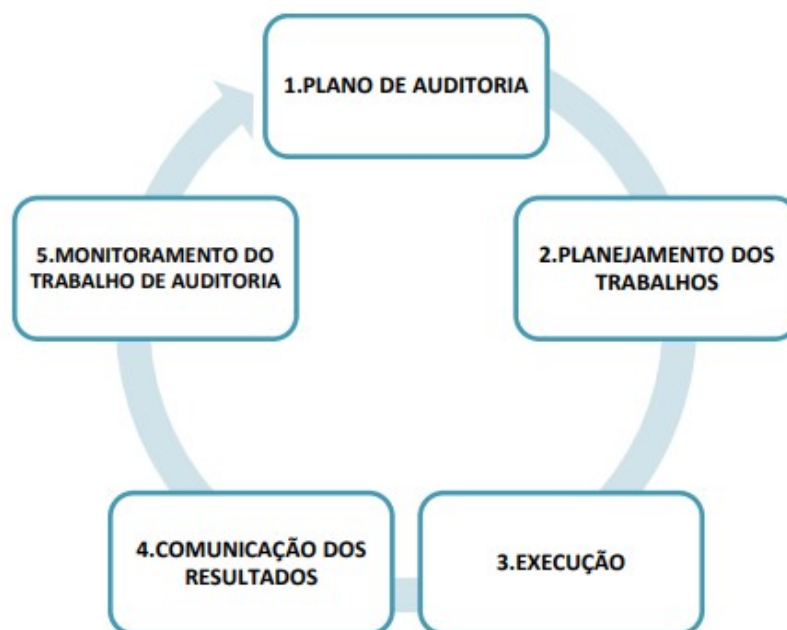 1.PLANO DE AUDITORIA
2.PLANEJAMENTO DOS
TRABALHOS
3.EXECUÇÃO
4.COMUNICAÇÃO DOS
RESULTADOS
5.MONITORAMENTO DO
TRABALHO DE AUDITORIA